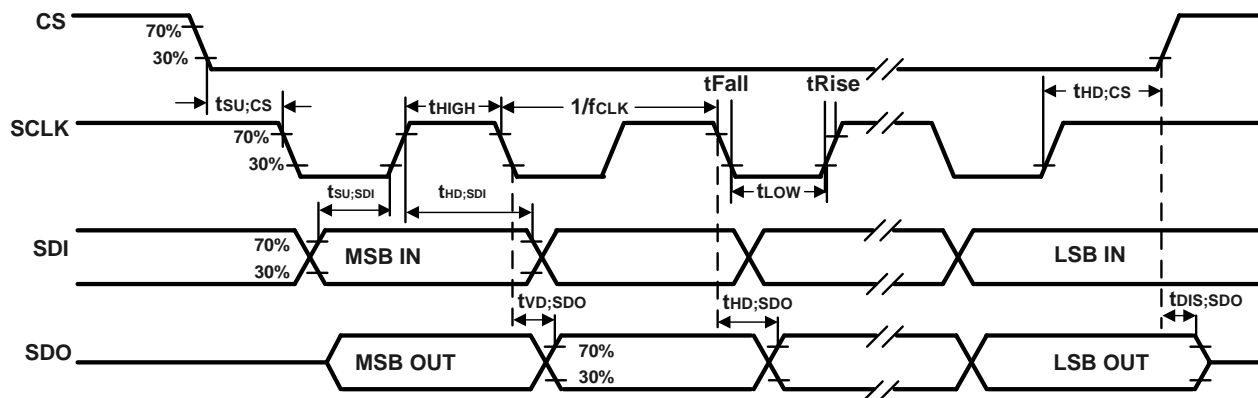 CS
70%
30%
tFall
tRise
tSU;CS
tHIGH
1/fCLK
tHD;CS
SCLK
70%
30%
tSU;SDI
tHD;SDI
tLOW
SDI
70%
30%
MSB IN
LSB IN
tVD;SDO
tHD;SDO
tDIS;SDO
SDO
MSB OUT
70%
30%
LSB OUT